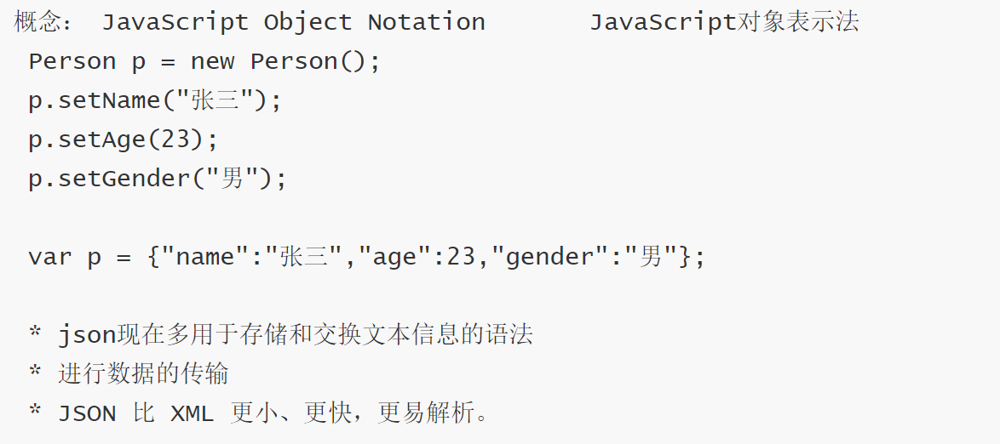 概念： JavaScript Object Notation JavaScript对象表示法
Person p = new Person();
p.setName("张三");
p.setAge(23);
p.setGender("男");
var p = {"name":"张三","age":23,"gender":"男"};
* json现在多用于存储和交换文本信息的语法
* 进行数据的传输
* JSON 比 XML 更小、更快，更易解析。